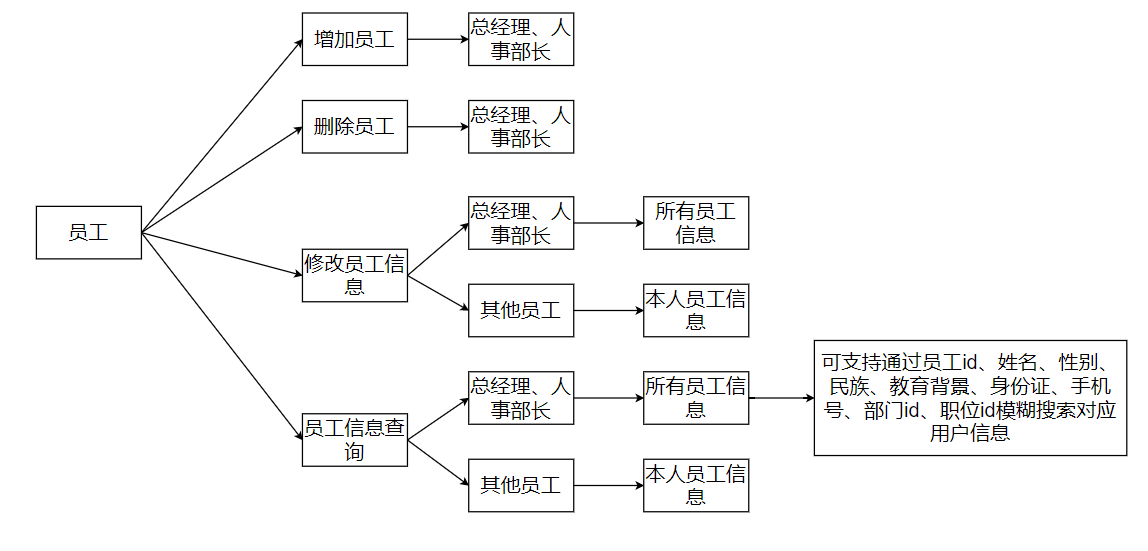 增加员工
总经理、人
事部长
删除员工
总经理、人
事部长
员工
修改员工信
息
总经理、人
事部长
所有员工
信息
其他员工
本人员工信
息
员工信息查
询
总经理、人
事部长
所有员工信
息
可支持通过员工id、姓名、性别、
民族、教育背景、身份证、手机
号、部门id、职位id模糊搜索对应
用户信息
其他员工
本人员工信
息